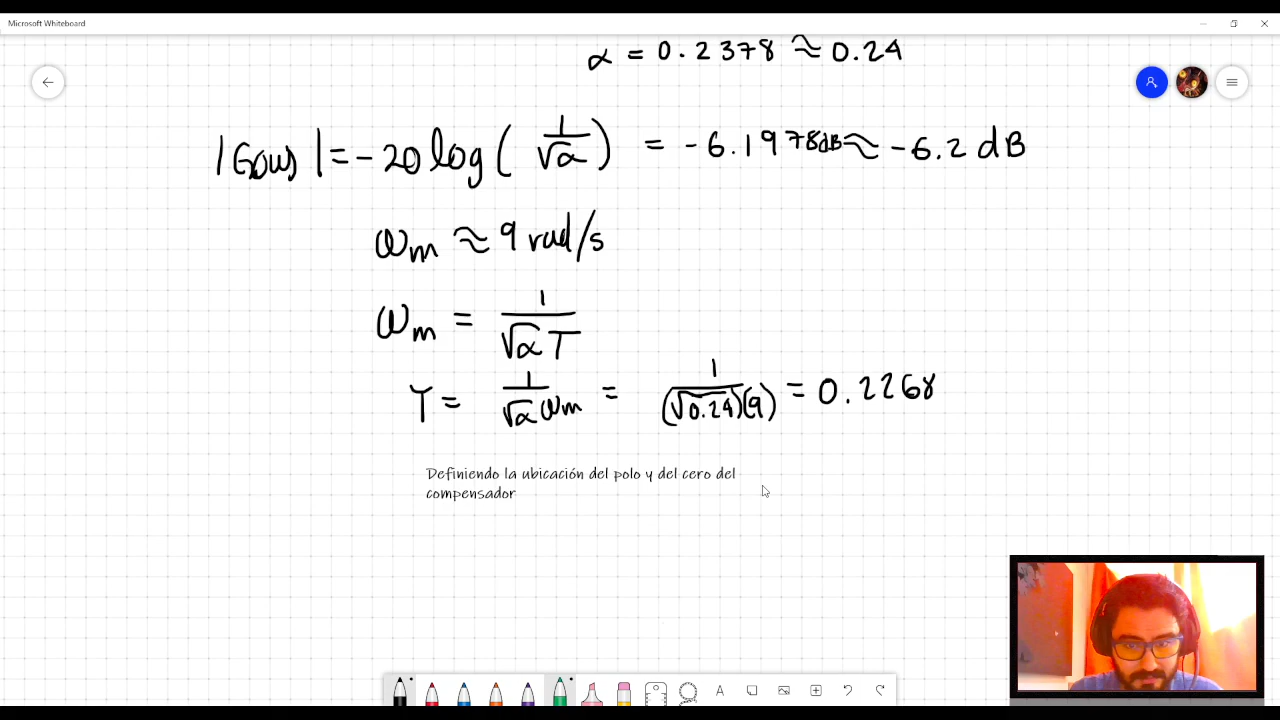 Microsoft Whiteboard
α = 0.2378 ≈ 0.24
|G(jω)| = -20 log( 1/√α ) = -6.1978dB ≈ -6.2 dB
ωm ≈ 9 rad/s
ωm = 1/(√α T)
T = 1/(√α ωm) = 1/((√0.24)(9)) = 0.2268
Definiendo la ubicación del polo y del cero del
compensador